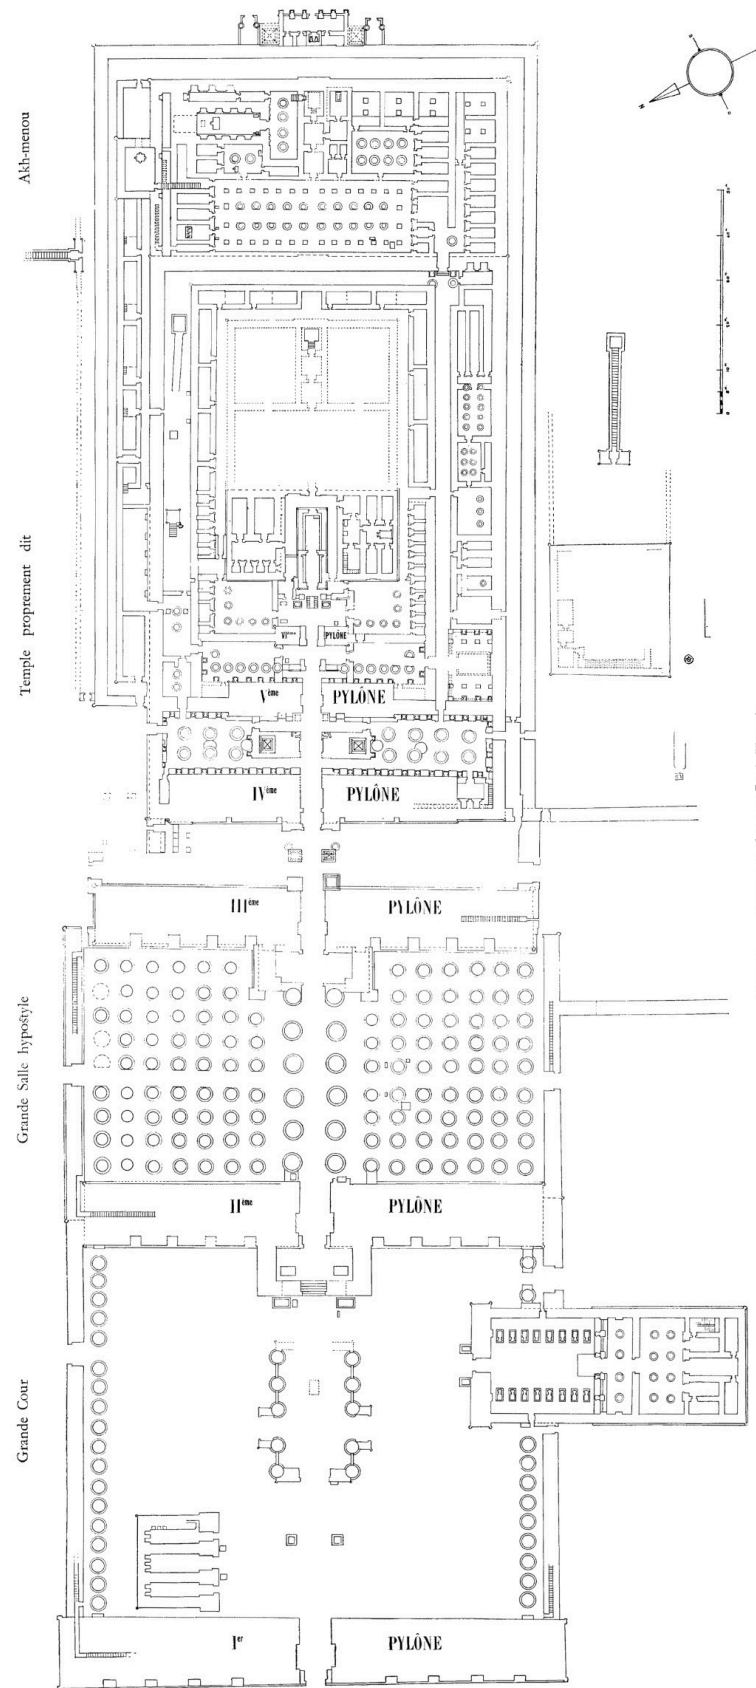 Akh-menou
Temple proprement dit
VIème PYLÔNE
Vème PYLÔNE
IVème PYLÔNE
IIIème PYLÔNE
Grande Salle hypostyle
IIème PYLÔNE
Grande Cour
Ier PYLÔNE